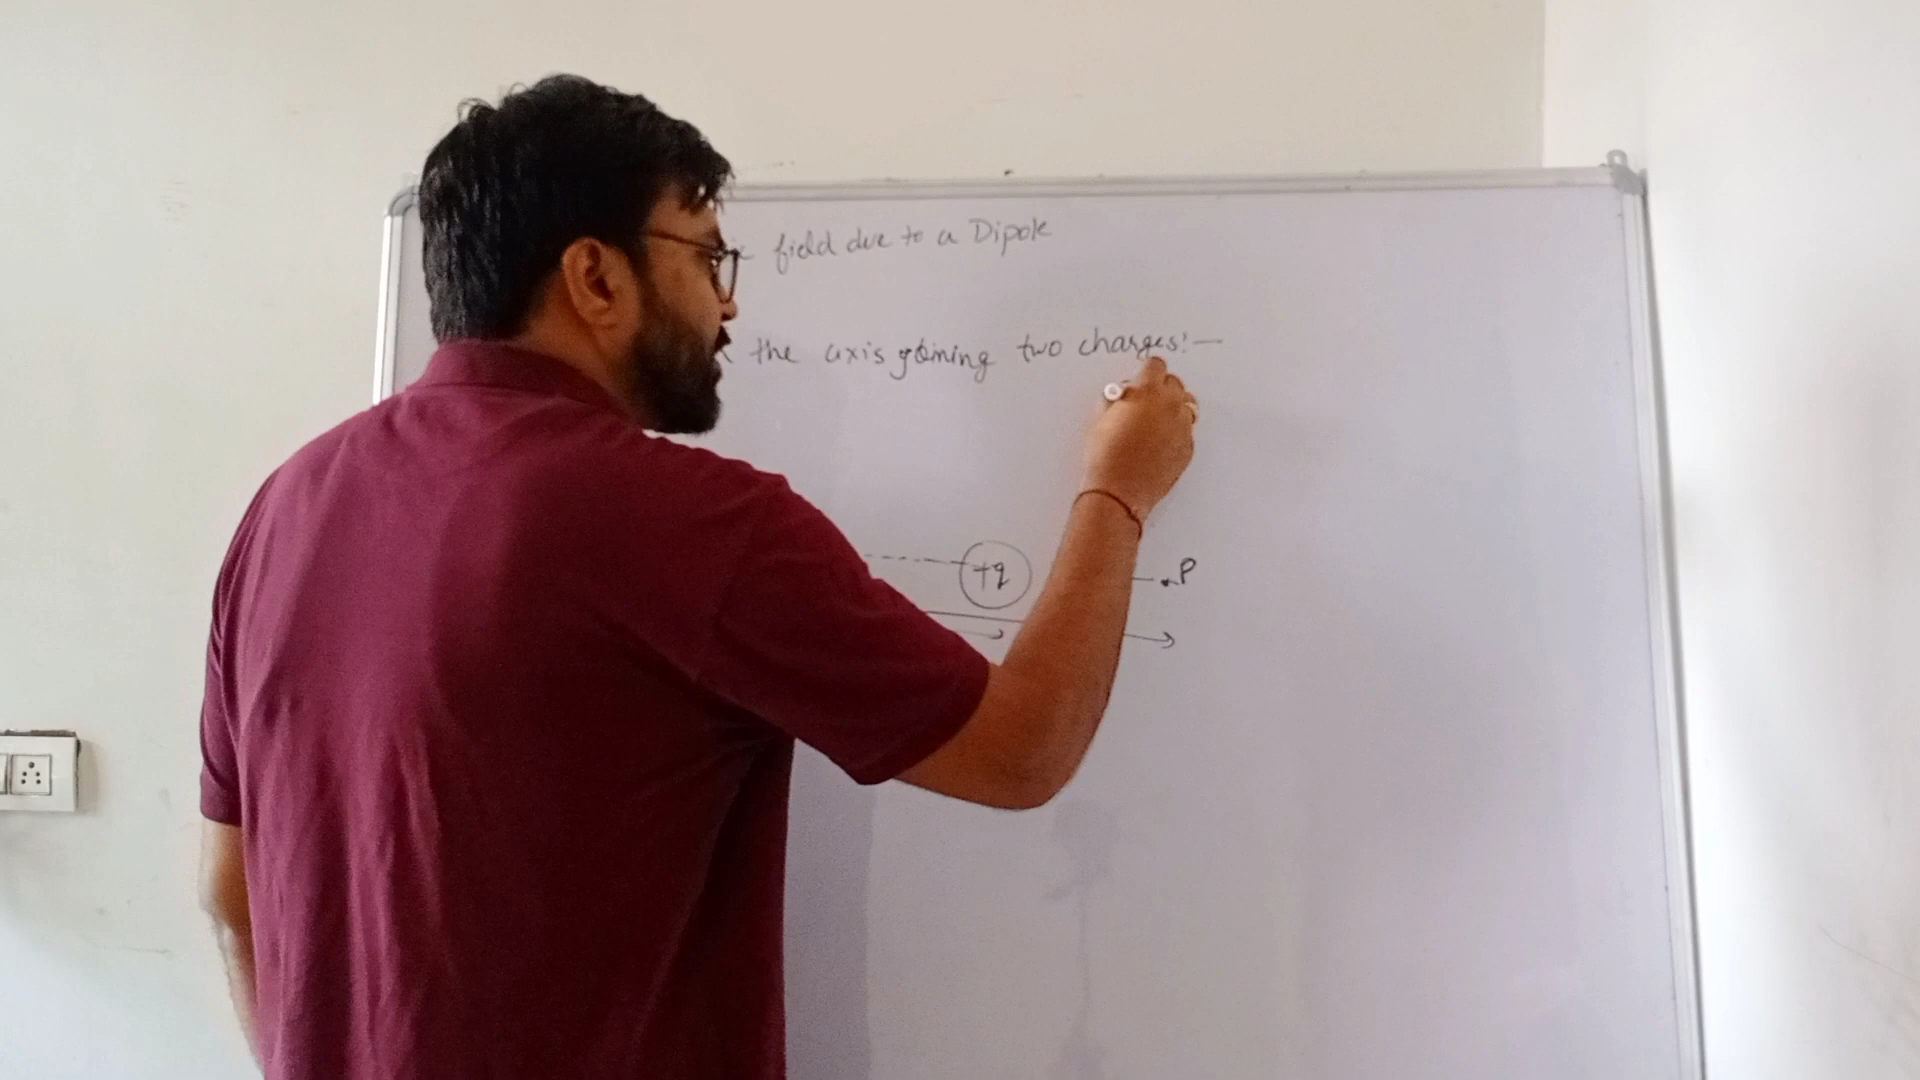 field due to a Dipole
the axis joining two charges:—
+q
P